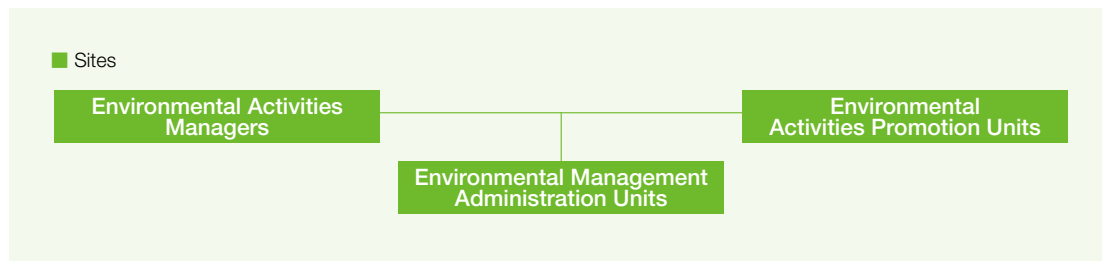 Sites
Environmental Activities
Managers
Environmental
Activities Promotion Units
Environmental Management
Administration Units